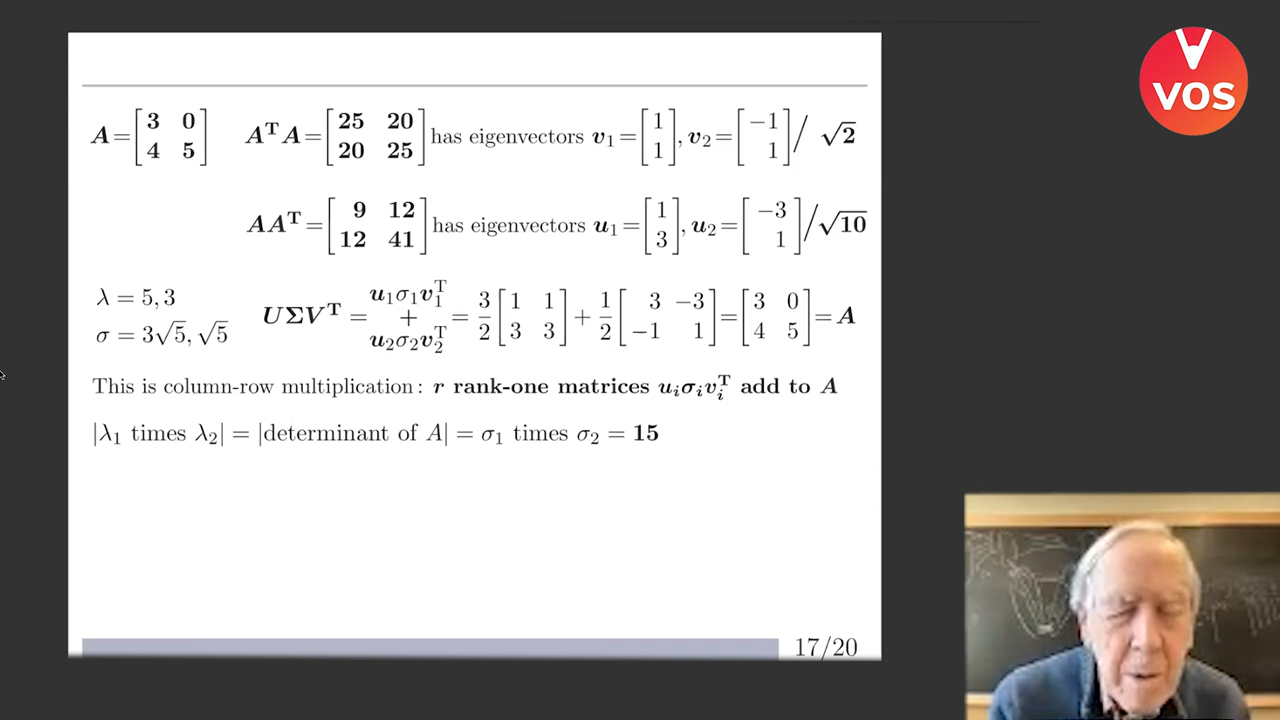 A = [3 0; 4 5] AᵀA = [25 20; 20 25] has eigenvectors v₁ = [1; 1], v₂ = [−1; 1] / √2
AAᵀ = [9 12; 12 41] has eigenvectors u₁ = [1; 3], u₂ = [−3; 1] / √10
λ = 5, 3
σ = 3√5, √5
UΣVᵀ = u₁σ₁v₁ᵀ + u₂σ₂v₂ᵀ = 3/2 [1 1; 3 3] + 1/2 [3 −3; −1 1] = [3 0; 4 5] = A
This is column-row multiplication: r rank-one matrices uᵢσᵢvᵢᵀ add to A
|λ₁ times λ₂| = |determinant of A| = σ₁ times σ₂ = 15
17/20
VOS